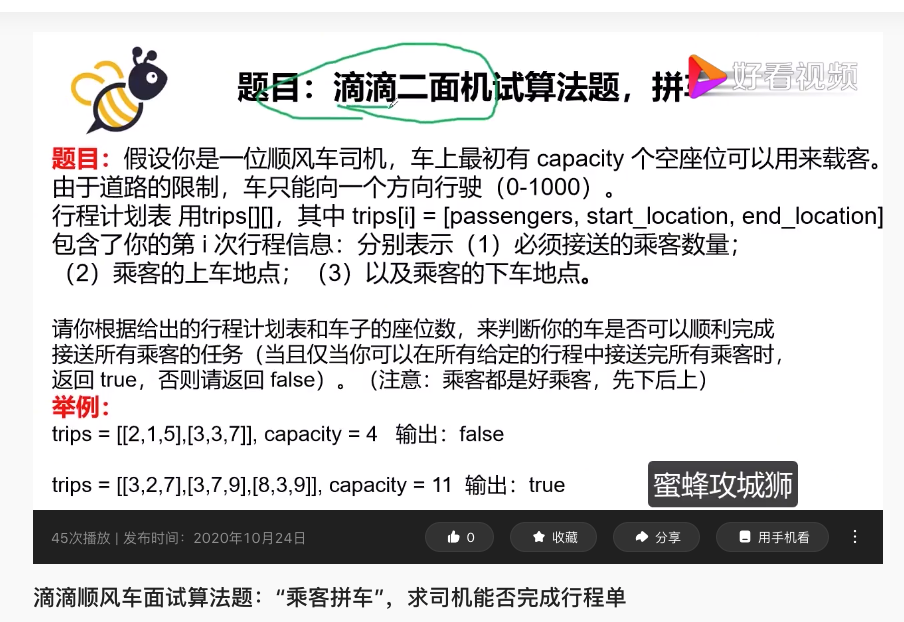 题目：滴滴二面机试算法题，拼
好看视频
题目：假设你是一位顺风车司机，车上最初有 capacity 个空座位可以用来载客。
由于道路的限制，车只能向一个方向行驶（0-1000）。
行程计划表 用trips[][]，其中 trips[i] = [passengers, start_location, end_location]
包含了你的第 i 次行程信息：分别表示（1）必须接送的乘客数量；
（2）乘客的上车地点；（3）以及乘客的下车地点。
请你根据给出的行程计划表和车子的座位数，来判断你的车是否可以顺利完成
接送所有乘客的任务（当且仅当你可以在所有给定的行程中接送完所有乘客时，
返回 true，否则请返回 false）。（注意：乘客都是好乘客，先下后上）
举例：
trips = [[2,1,5],[3,3,7]], capacity = 4 输出：false
trips = [[3,2,7],[3,7,9],[8,3,9]], capacity = 11 输出：true
蜜蜂攻城狮
45次播放 | 发布时间：2020年10月24日
0
收藏
分享
用手机看
滴滴顺风车面试算法题：“乘客拼车”，求司机能否完成行程单